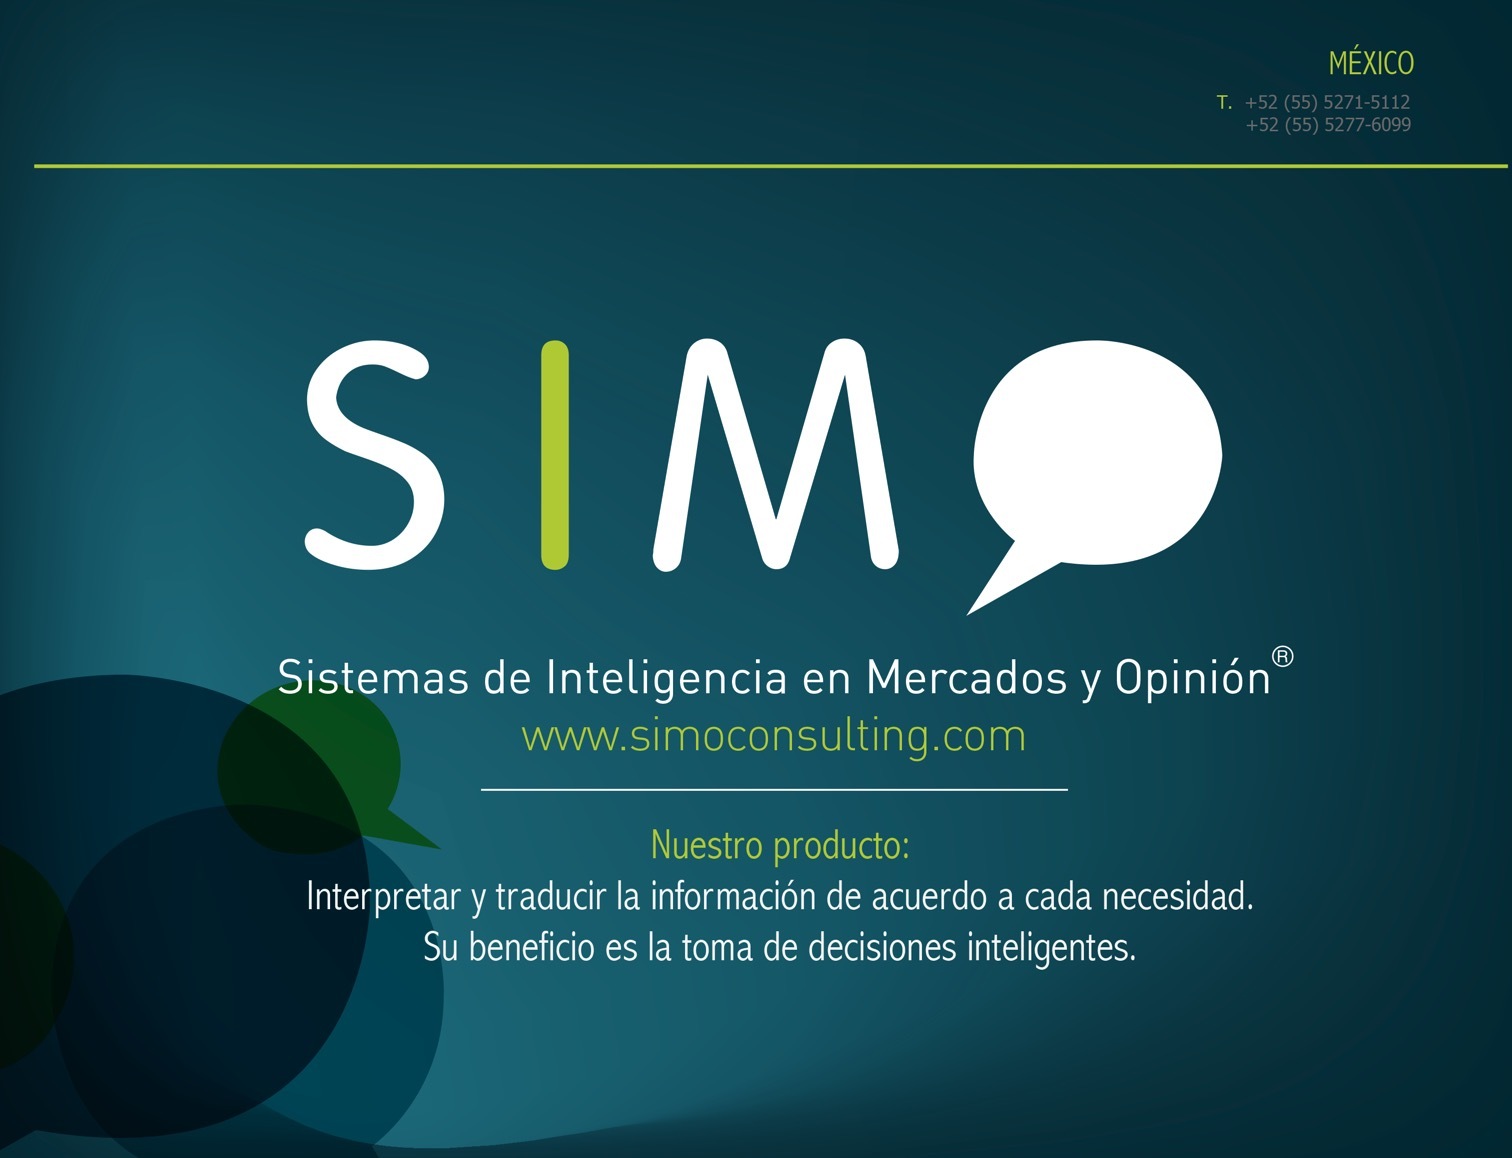 MÉXICO
T. +52 (55) 5271-5112
+52 (55) 5277-6099
SIMO
Sistemas de Inteligencia en Mercados y Opinión®
www.simoconsulting.com
Nuestro producto:
Interpretar y traducir la información de acuerdo a cada necesidad.
Su beneficio es la toma de decisiones inteligentes.